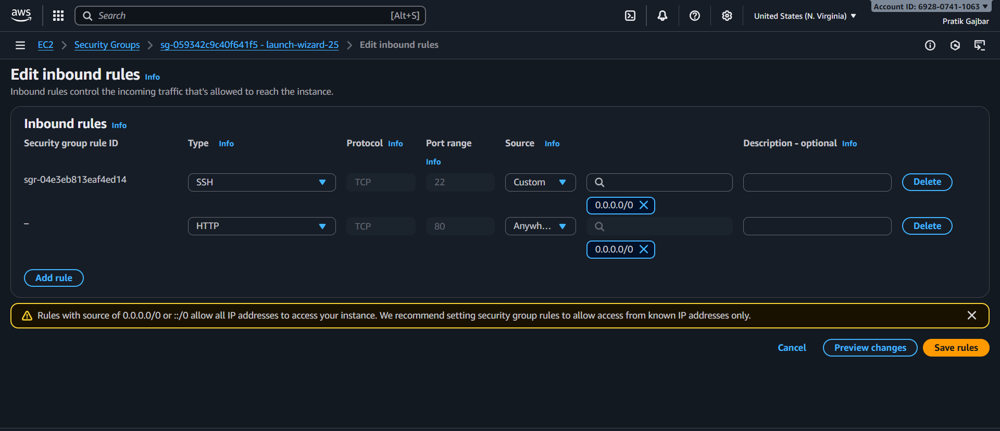 aws
Search [Alt+S]
United States (N. Virginia)
Account ID: 6928-0741-1063
Pratik Gajbar
EC2 Security Groups sg-059342c9c40f641f5 - launch-wizard-25 Edit inbound rules
Edit inbound rules Info
Inbound rules control the incoming traffic that's allowed to reach the instance.
Inbound rules Info
Security group rule ID Type Info Protocol Info Port range Info Source Info Description - optional Info
sgr-04e3eb813eaf4ed14 SSH TCP 22 Custom Delete
0.0.0.0/0
– HTTP TCP 80 Anywh... Delete
0.0.0.0/0
Add rule
Rules with source of 0.0.0.0/0 or ::/0 allow all IP addresses to access your instance. We recommend setting security group rules to allow access from known IP addresses only.
Cancel Preview changes Save rules